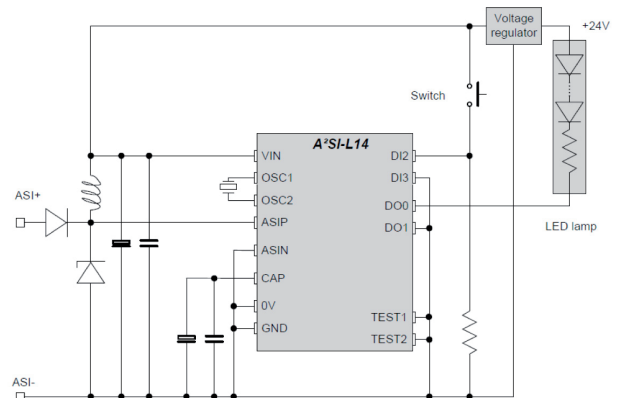 Voltage
regulator
+24V
Switch
A²SI-L14
VIN
DI2
OSC1
DI3
ASI+
OSC2
DO0
ASIP
DO1
LED lamp
ASIN
CAP
0V
TEST1
GND
TEST2
ASI-